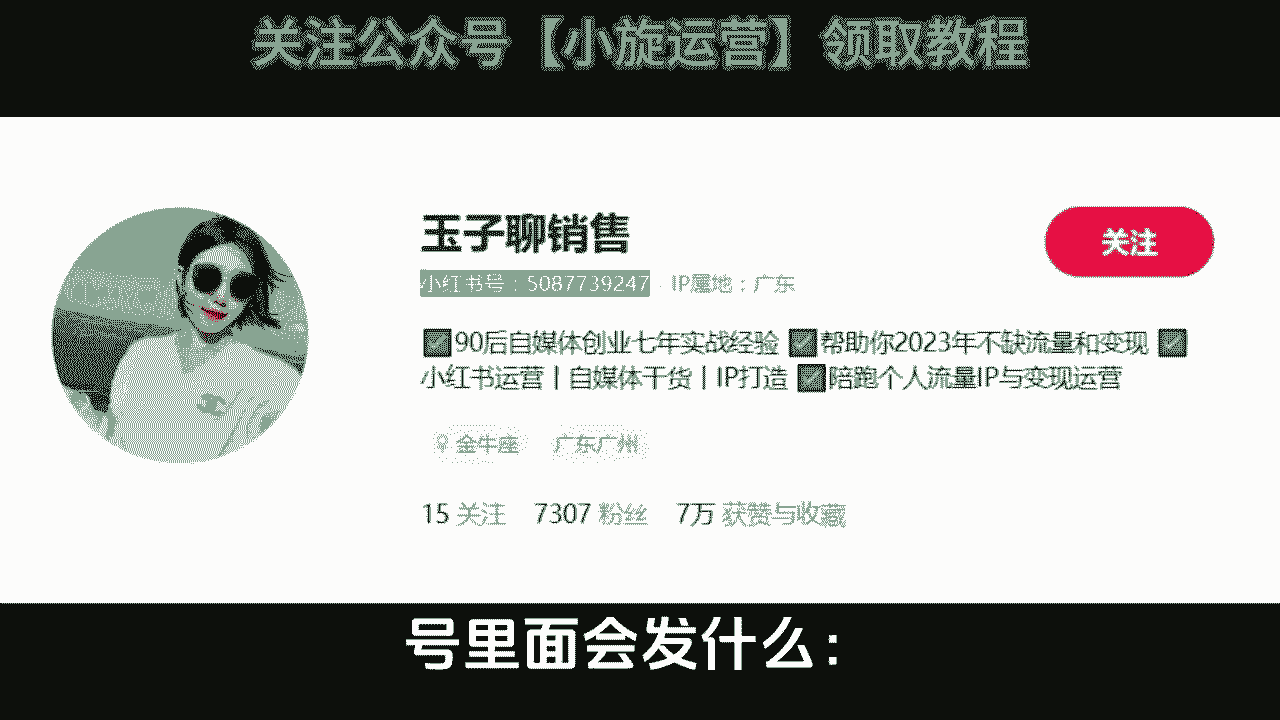 关注公众号【小旋运营】领取教程
玉子聊销售
关注
小红书号：5087739247 IP属地：广东
✅90后自媒体创业七年实战经验 ✅帮助你2023年不缺流量和变现 ✅
小红书运营丨自媒体干货丨IP打造 ✅陪跑个人流量IP与变现运营
金牛座 广东广州
15 关注 7307 粉丝 7万 获赞与收藏
号里面会发什么：